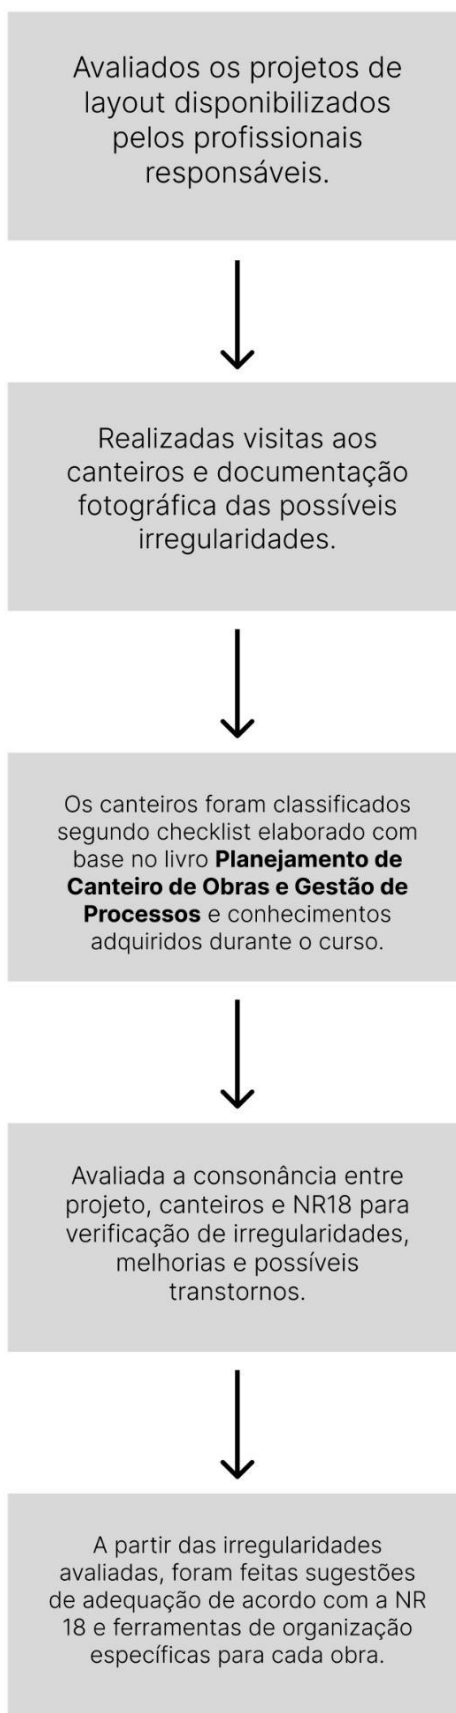 Avaliados os projetos de
layout disponibilizados
pelos profissionais
responsáveis.
Realizadas visitas aos
canteiros e documentação
fotográfica das possíveis
irregularidades.
Os canteiros foram classificados
segundo checklist elaborado com
base no livro Planejamento de
Canteiro de Obras e Gestão de
Processos e conhecimentos
adquiridos durante o curso.
Avaliada a consonância entre
projeto, canteiros e NR18 para
verificação de irregularidades,
melhorias e possíveis
transtornos.
A partir das irregularidades
avaliadas, foram feitas sugestões
de adequação de acordo com a NR
18 e ferramentas de organização
específicas para cada obra.